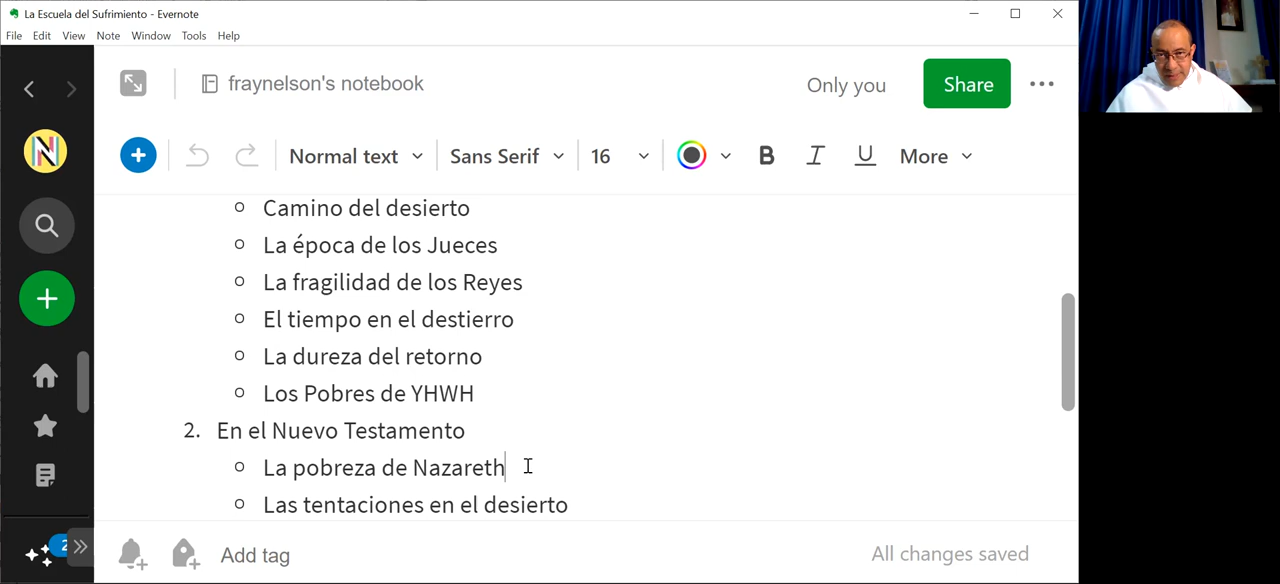 La Escuela del Sufrimiento - Evernote
File Edit View Note Window Tools Help
fraynelson's notebook
Only you
Share
Normal text
Sans Serif
16
B I U More
Camino del desierto
La época de los Jueces
La fragilidad de los Reyes
El tiempo en el destierro
La dureza del retorno
Los Pobres de YHWH
2. En el Nuevo Testamento
La pobreza de Nazareth
Las tentaciones en el desierto
N
2
Add tag
All changes saved